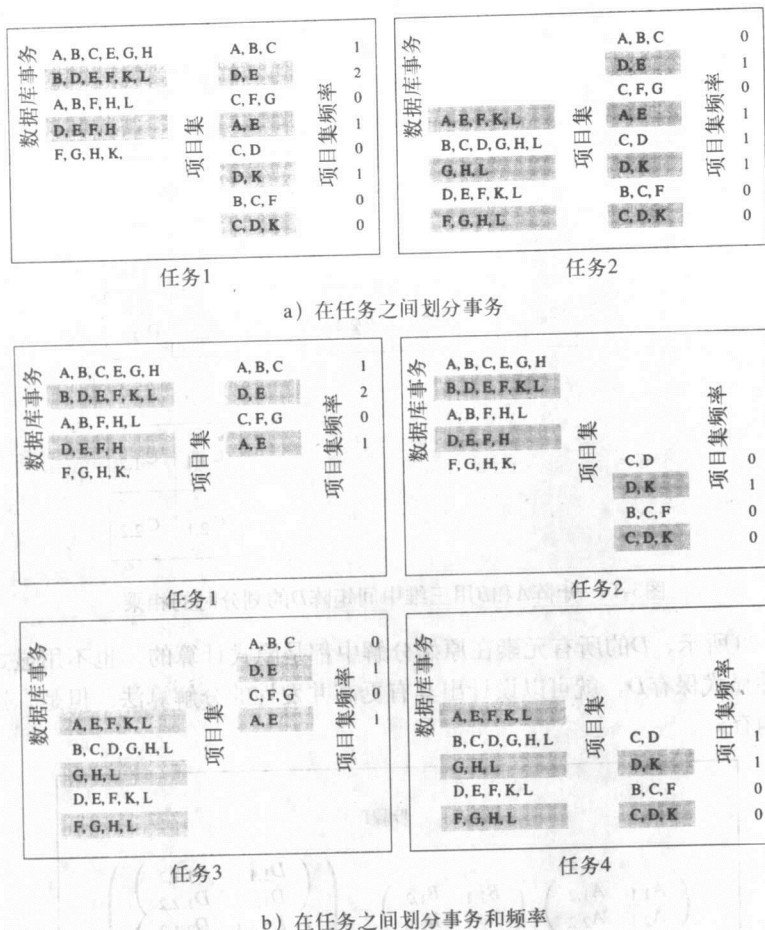 数据库事务
A, B, C, E, G, H
B, D, E, F, K, L
A, B, F, H, L
D, E, F, H
F, G, H, K,
项目集
A, B, C
D, E
C, F, G
A, E
C, D
D, K
B, C, F
C, D, K
项目集频率
1
2
0
1
0
1
0
0
任务1
数据库事务
A, E, F, K, L
B, C, D, G, H, L
G, H, L
D, E, F, K, L
F, G, H, L
项目集
A, B, C
D, E
C, F, G
A, E
C, D
D, K
B, C, F
C, D, K
项目集频率
0
1
0
1
1
1
0
0
任务2
a) 在任务之间划分事务
数据库事务
A, B, C, E, G, H
B, D, E, F, K, L
A, B, F, H, L
D, E, F, H
F, G, H, K,
项目集
A, B, C
D, E
C, F, G
A, E
项目集频率
1
2
0
1
任务1
数据库事务
A, B, C, E, G, H
B, D, E, F, K, L
A, B, F, H, L
D, E, F, H
F, G, H, K,
项目集
C, D
D, K
B, C, F
C, D, K
项目集频率
0
1
0
0
任务2
数据库事务
A, E, F, K, L
B, C, D, G, H, L
G, H, L
D, E, F, K, L
F, G, H, L
项目集
A, B, C
D, E
C, F, G
A, E
项目集频率
0
1
0
1
任务3
数据库事务
A, E, F, K, L
B, C, D, G, H, L
G, H, L
D, E, F, K, L
F, G, H, L
项目集
C, D
D, K
B, C, F
C, D, K
项目集频率
1
1
0
0
任务4
b) 在任务之间划分事务和频率